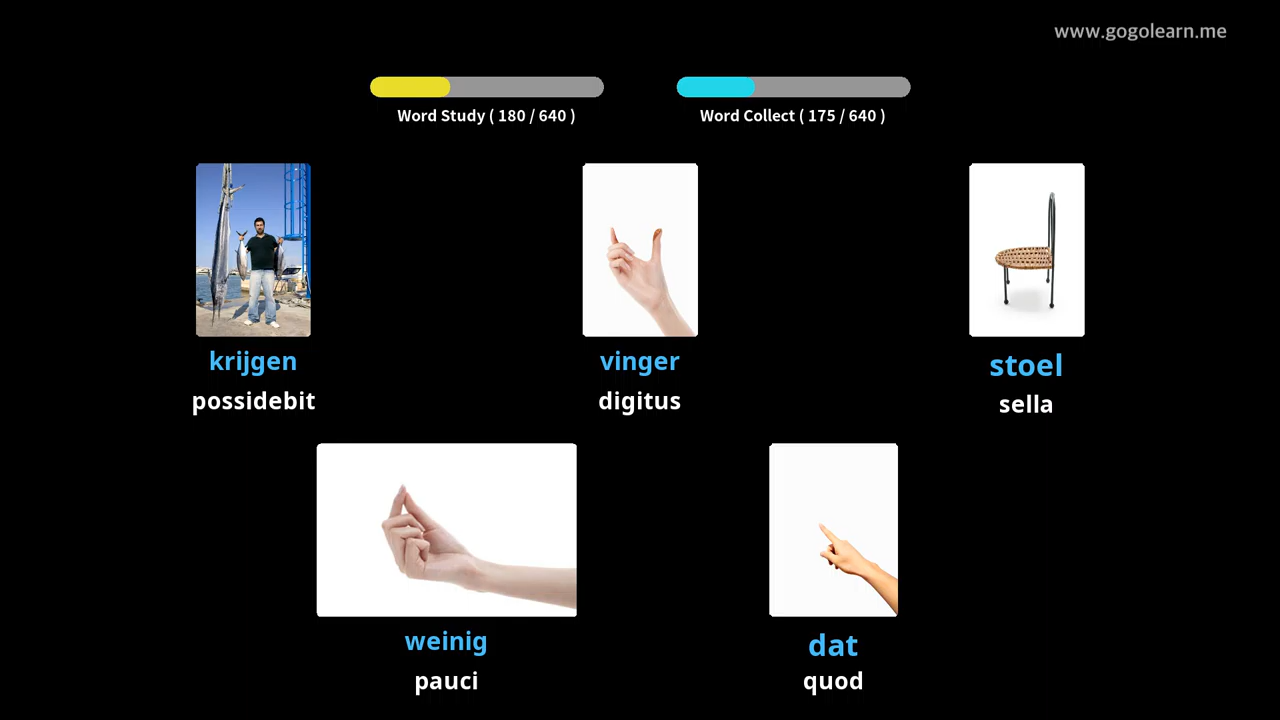 www.gogolearn.me
Word Study ( 180 / 640 )
Word Collect ( 175 / 640 )
krijgen
possidebit
vinger
digitus
stoel
sella
weinig
pauci
dat
quod